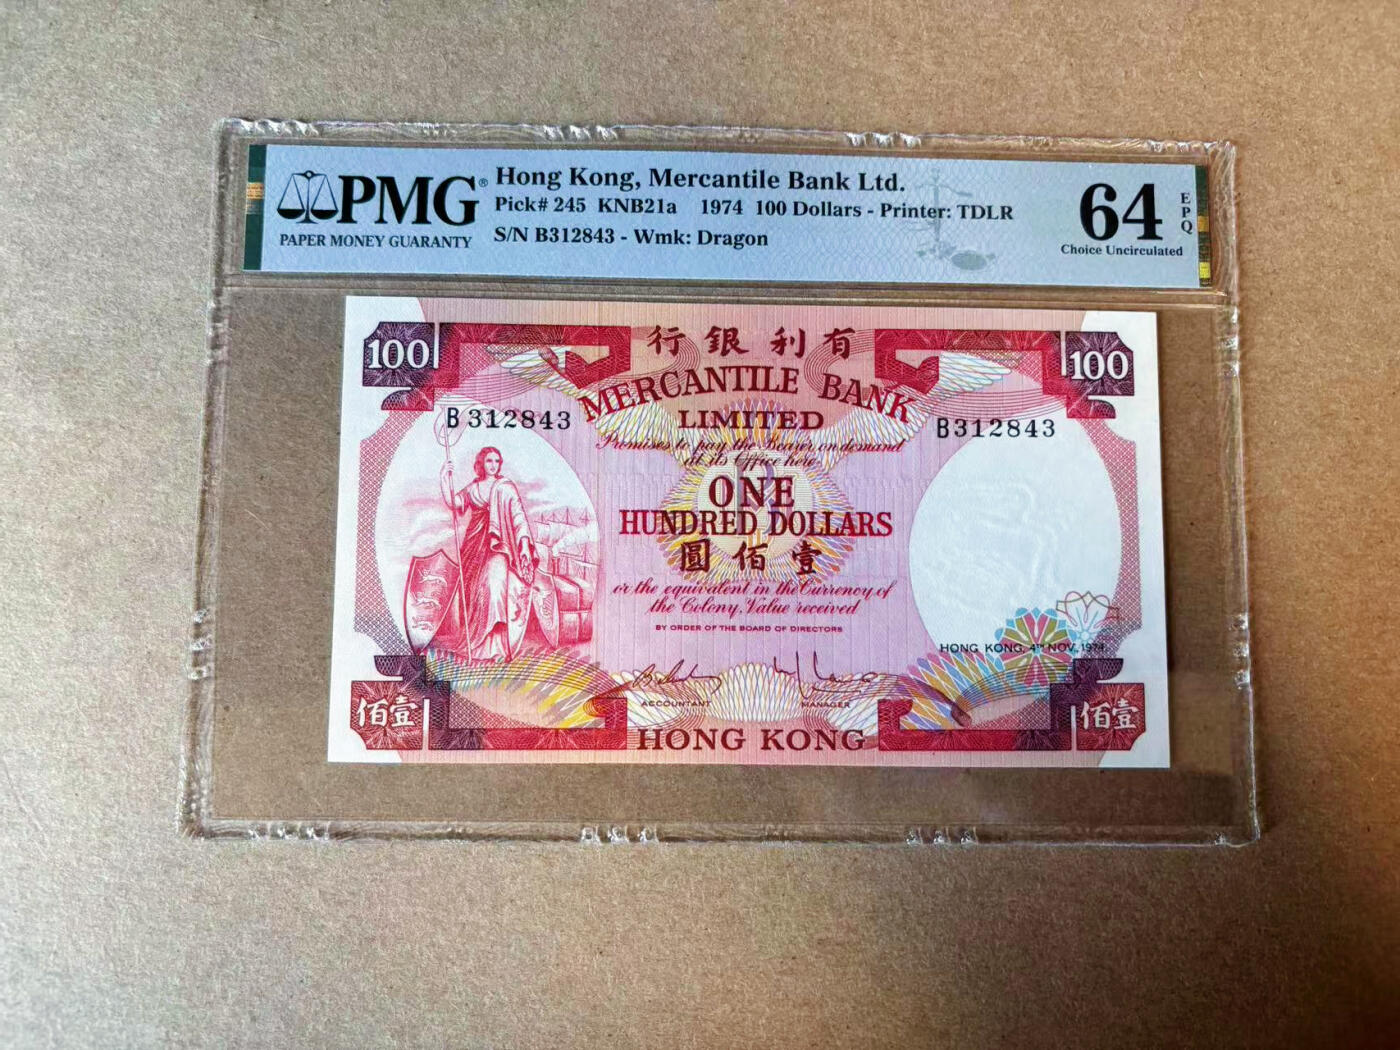 PMG®
PAPER MONEY GUARANTY
Hong Kong, Mercantile Bank Ltd.
Pick# 245 KNB21a 1974 100 Dollars - Printer: TDLR
S/N B312843 - Wmk: Dragon
64
EPQ
Choice Uncirculated
行銀利有
100
100
MERCANTILE BANK
LIMITED
B312843
B312843
Promises to pay the Bearer on demand
at its Office here
ONE
HUNDRED DOLLARS
圓佰壹
or the equivalent in the Currency of
the Colony, Value received
BY ORDER OF THE BOARD OF DIRECTORS
HONG KONG, 4TH NOV, 1974
ACCOUNTANT
MANAGER
佰壹
佰壹
HONG KONG